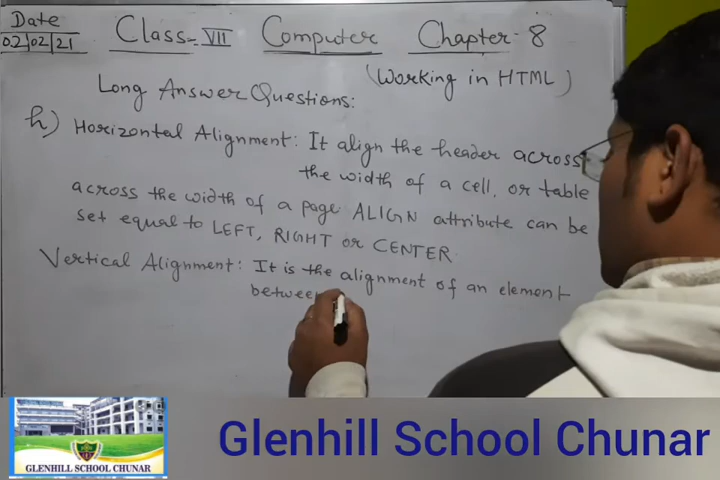 Date
02/02/21
Class- VII Computer Chapter-8
(Working in HTML)
Long Answer Questions:
h) Horizontal Alignment: It align the header across
the width of a cell, or table
across the width of a page ALIGN attribute can be
set equal to LEFT, RIGHT or CENTER
Vertical Alignment: It is the alignment of an element
between
GLENHILL SCHOOL CHUNAR
Glenhill School Chunar